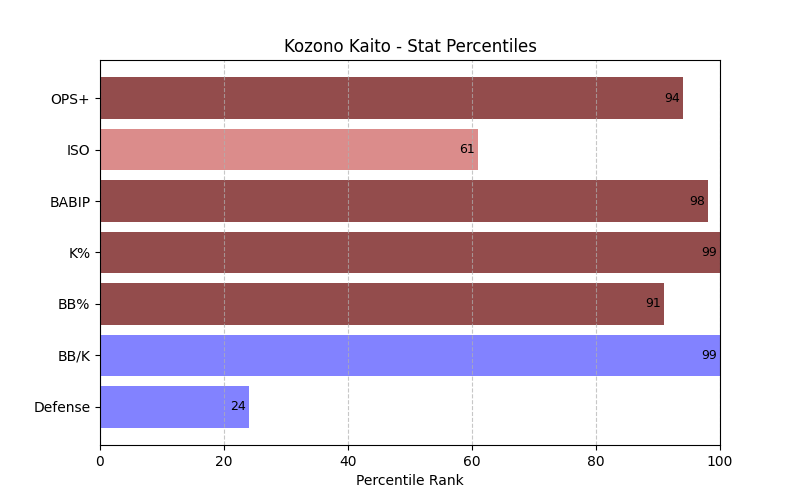 Kozono Kaito - Stat Percentiles
OPS+ 94
ISO 61
BABIP 98
K% 99
BB% 91
BB/K 99
Defense 24
0 20 40 60 80 100
Percentile Rank